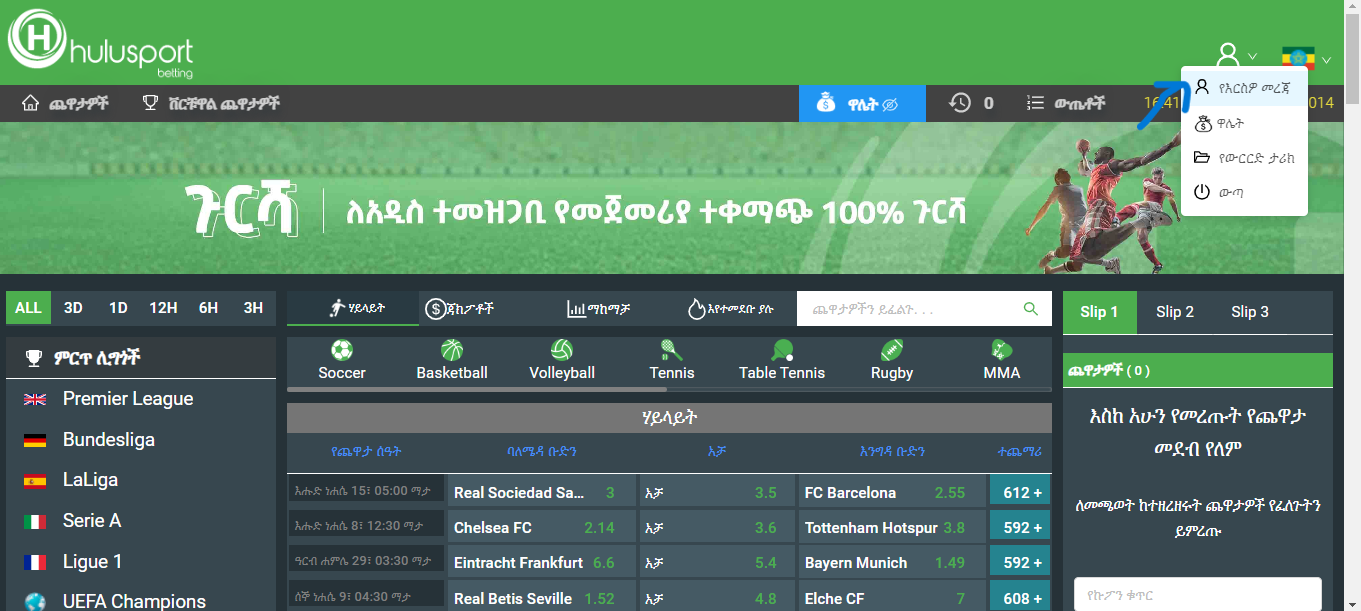 H hulusport
betting
ጨዋታዎች
ቨርቹዋል ጨዋታዎች
ዋሌት
0
ውጤቶች
16:41
014
የእርስዎ መረጃ
ዋሌት
የውርርድ ታሪክ
ውጣ
ጉርሻ
ለአዲስ ተመዝጋቢ የመጀመሪያ ተቀማጭ 100% ጉርሻ
ALL 3D 1D 12H 6H 3H
ሃይላይት
ጃክፖቶች
ማከማቻ
እየተመደቡ ያሉ
ጨዋታዎችን ይፈልጉ. . .
Slip 1 Slip 2 Slip 3
ምርጥ ሊግኖች
Premier League
Bundesliga
LaLiga
Serie A
Ligue 1
UEFA Champions
Soccer Basketball Volleyball Tennis Table Tennis Rugby MMA
ሃይላይት
የጨዋታ ሰዓት ባለሜዳ ቡድን አቻ እንግዳ ቡድን ተጨማሪ
እሑድ ነሐሴ 15፣ 05:00 ማታ Real Sociedad Sa... 3 አቻ 3.5 FC Barcelona 2.55 612 +
እሑድ ነሐሴ 8፣ 12:30 ማታ Chelsea FC 2.14 አቻ 3.6 Tottenham Hotspur 3.8 592 +
ዓርብ ሐምሌ 29፣ 03:30 ማታ Eintracht Frankfurt 6.6 አቻ 5.4 Bayern Munich 1.49 592 +
ሰኞ ነሐሴ 9፣ 04:30 ማታ Real Betis Seville 1.52 አቻ 4.8 Elche CF 7 608 +
ጨዋታዎች ( 0 )
እስከ አሁን የመረጡት የጨዋታ
መደብ የለም
ለመጫወት ከተዘረዘሩት ጨዋታዎች የፈለጉትን
ይምረጡ
የኩፖን ቁጥር